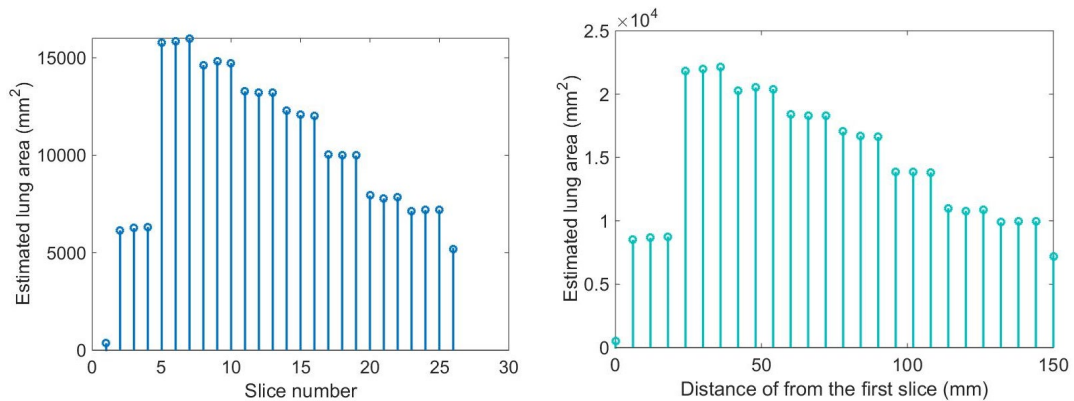 15000
10000
5000
0
0 5 10 15 20 25 30
Slice number
Estimated lung area (mm²)
×10⁴
2.5
2
1.5
1
0.5
0
0 50 100 150
Distance of from the first slice (mm)
Estimated lung area (mm²)